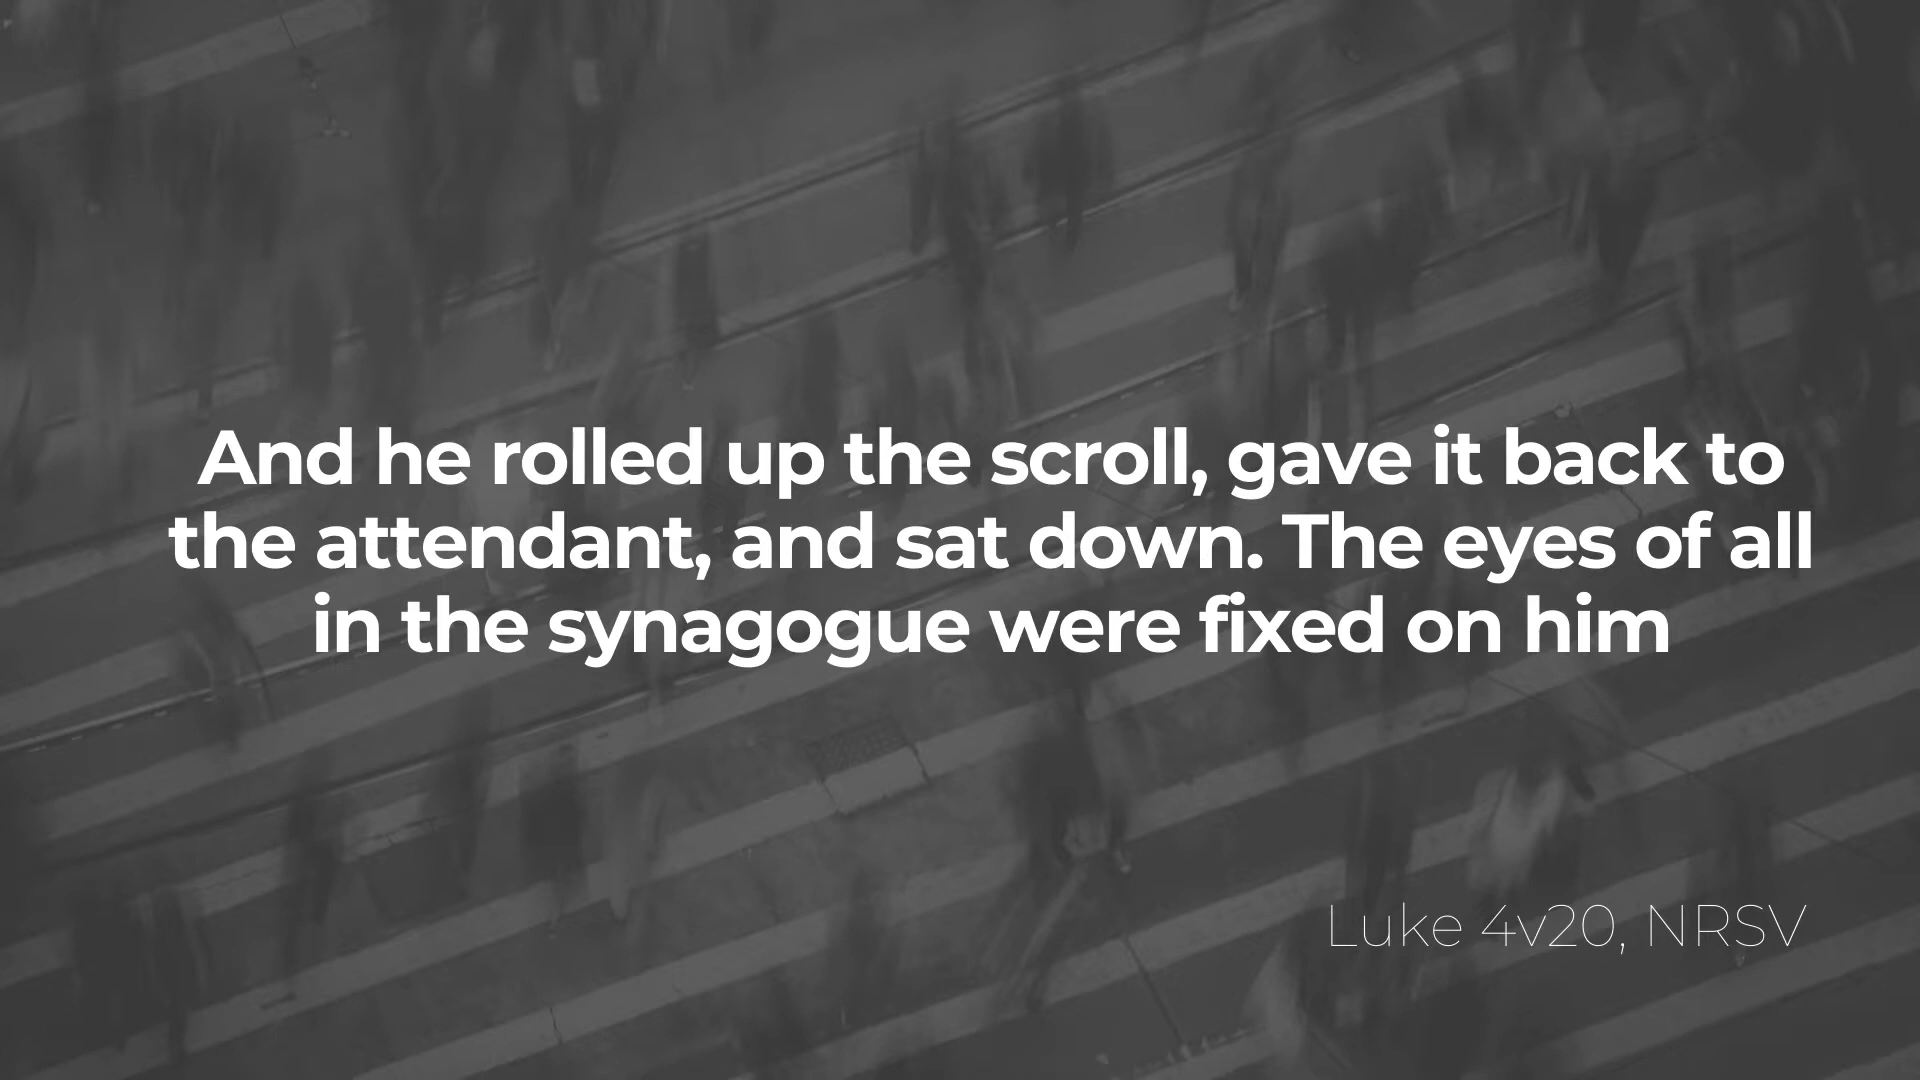 And he rolled up the scroll, gave it back to
the attendant, and sat down. The eyes of all
in the synagogue were fixed on him
Luke 4v20, NRSV